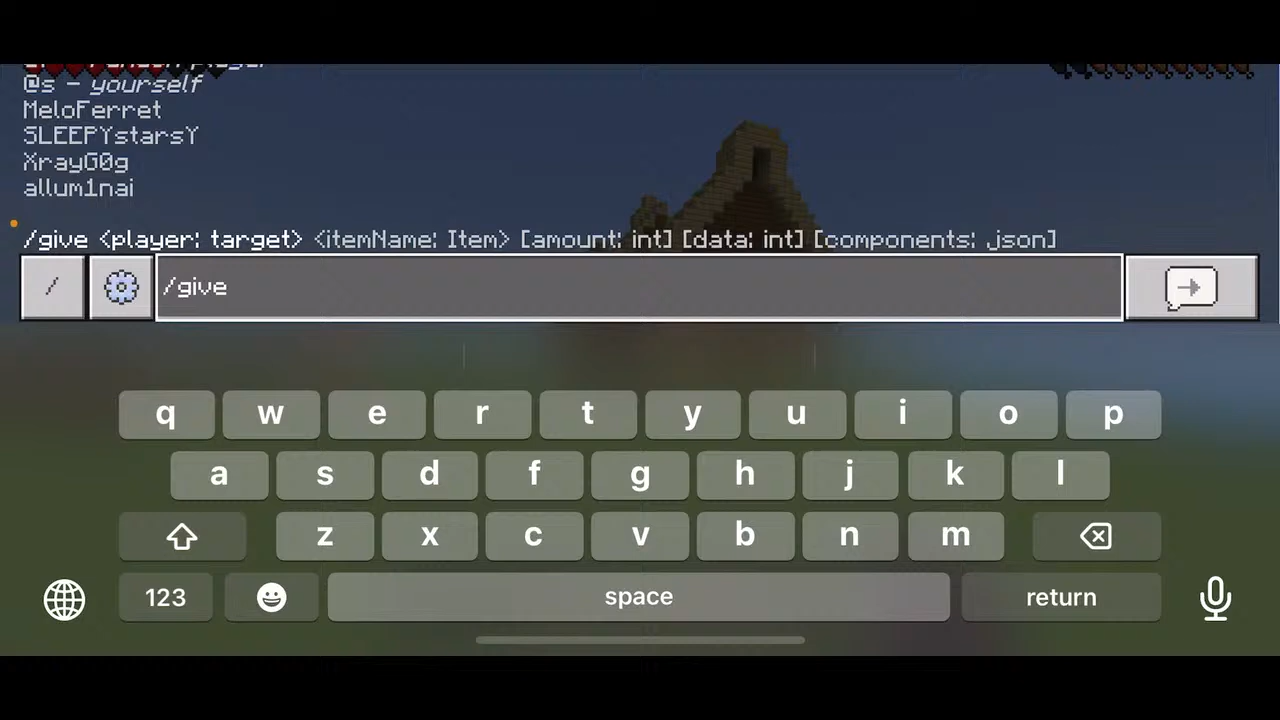 @s - yourself
MeloFerret
SLEEPYstarsY
XrayG0g
allum1nai
/give <player: target> <itemName: Item> [amount: int] [data: int] [components: json]
/ /give
q w e r t y u i o p
a s d f g h j k l
z x c v b n m
123 space return